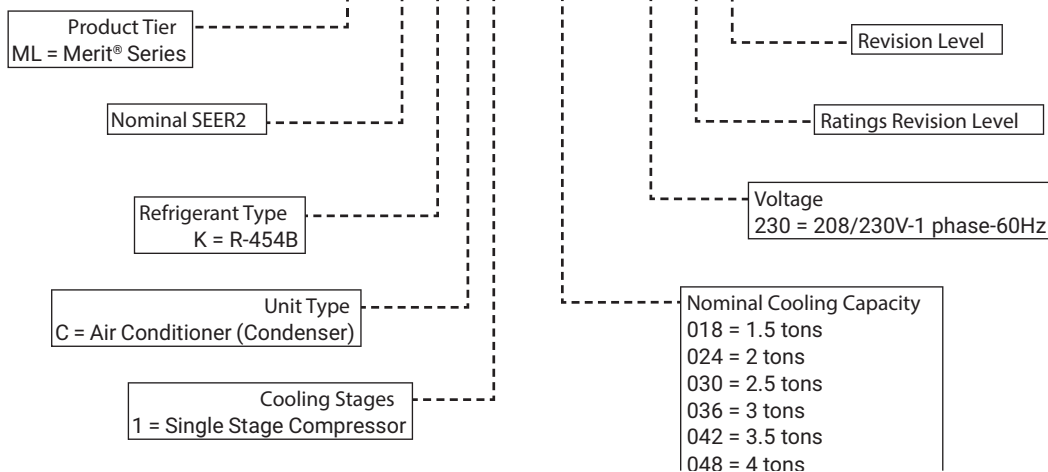 Product Tier
ML = Merit® Series
Nominal SEER2
Refrigerant Type
K = R-454B
Unit Type
C = Air Conditioner (Condenser)
Cooling Stages
1 = Single Stage Compressor
Revision Level
Ratings Revision Level
Voltage
230 = 208/230V-1 phase-60Hz
Nominal Cooling Capacity
018 = 1.5 tons
024 = 2 tons
030 = 2.5 tons
036 = 3 tons
042 = 3.5 tons
048 = 4 tons